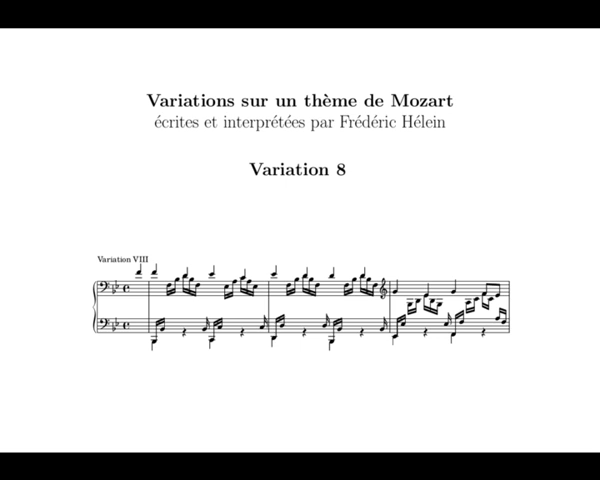 Variations sur un thème de Mozart
écrites et interprétées par Frédéric Hélein
Variation 8
Variation VIII